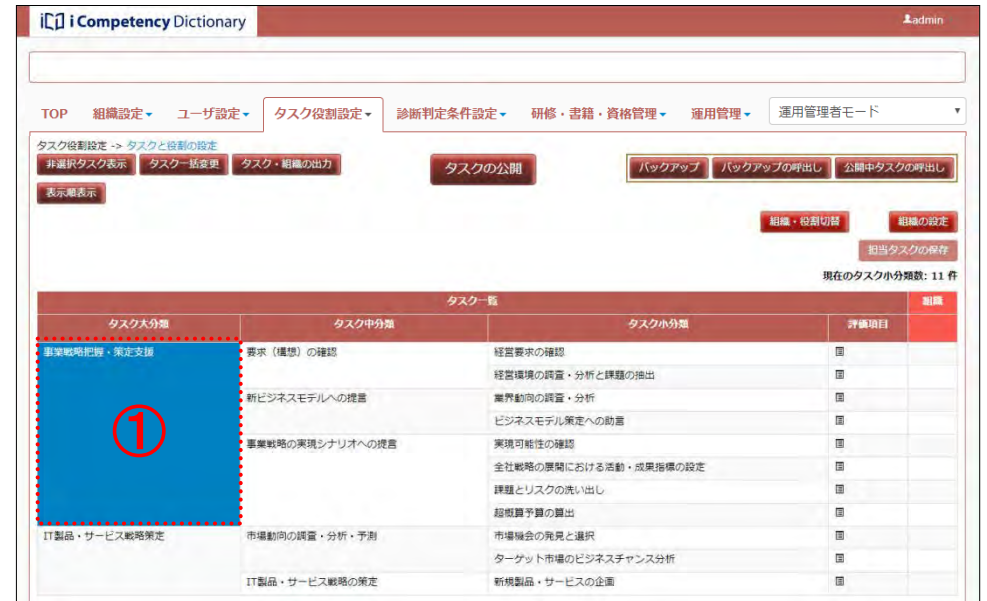 iCD i Competency Dictionary
admin
TOP 組織設定 ユーザ設定 タスク役割設定 診断判定条件設定 研修・書籍・資格管理 運用管理 運用管理者モード
タスク役割設定 -> タスクと役割の設定
非選択タスク表示 タスク一括変更 タスク・組織の出力 タスクの公開 バックアップ バックアップの呼出し 公開中タスクの呼出し
表示順表示
組織・役割切替 組織の設定
担当タスクの保存
現在のタスク小分類数: 11 件
タスク一覧 組織
タスク大分類 タスク中分類 タスク小分類 評価項目
事業戦略把握・策定支援 要求（構想）の確認 経営要求の確認
経営環境の調査・分析と課題の抽出
新ビジネスモデルへの提言 業界動向の調査・分析
ビジネスモデル策定への助言
①
事業戦略の実現シナリオへの提言 実現可能性の確認
全社戦略の展開における活動・成果指標の設定
課題とリスクの洗い出し
超概算予算の算出
IT製品・サービス戦略策定 市場動向の調査・分析・予測 市場機会の発見と選択
ターゲット市場のビジネスチャンス分析
IT製品・サービス戦略の策定 新規製品・サービスの企画